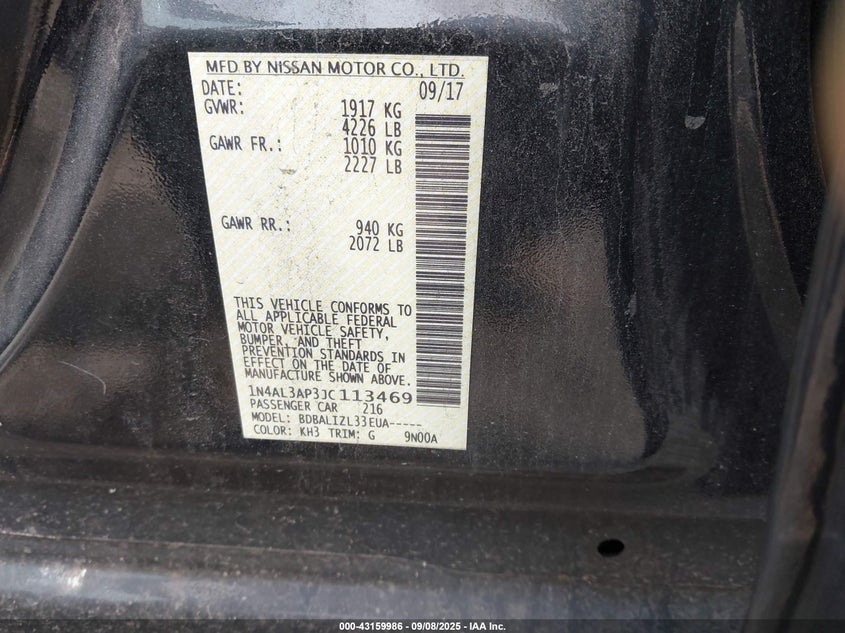 MFD BY NISSAN MOTOR CO., LTD.
DATE: 09/17
GVWR: 1917 KG
4226 LB
GAWR FR.: 1010 KG
2227 LB
GAWR RR.: 940 KG
2072 LB
THIS VEHICLE CONFORMS TO
ALL APPLICABLE FEDERAL
MOTOR VEHICLE SAFETY,
BUMPER, AND THEFT
PREVENTION STANDARDS IN
EFFECT ON THE DATE OF
MANUFACTURE SHOWN ABOVE.
1N4AL3AP3JC113469
PASSENGER CAR 216
MODEL: BDBALIZL33EUA-----
COLOR: KH3 TRIM: G 9N00A
000-43159986 - 09/08/2025 - IAA Inc.